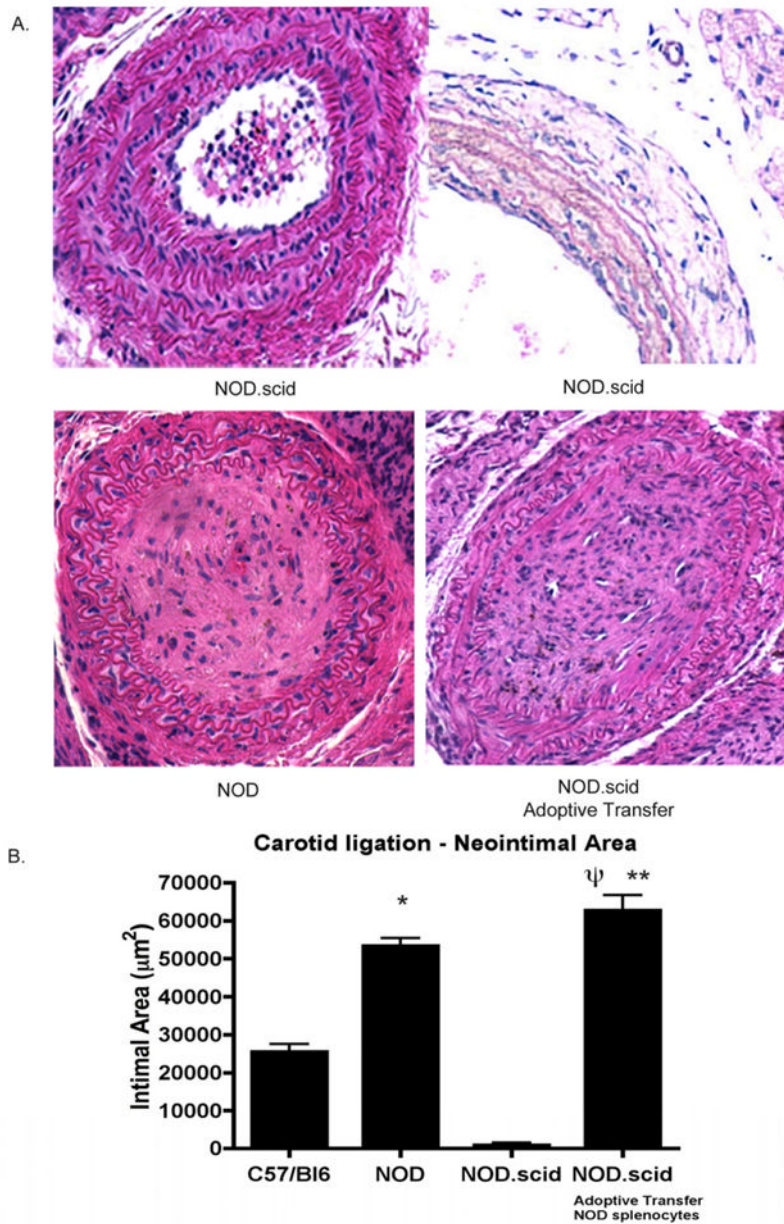 A.
NOD.scid NOD.scid
NOD NOD.scid
Adoptive Transfer
B.
Carotid ligation - Neointimal Area
Intimal Area (μm²)
70000
60000
50000
40000
30000
20000
10000
0
* ψ **
C57/Bl6 NOD NOD.scid NOD.scid
Adoptive Transfer
NOD splenocytes